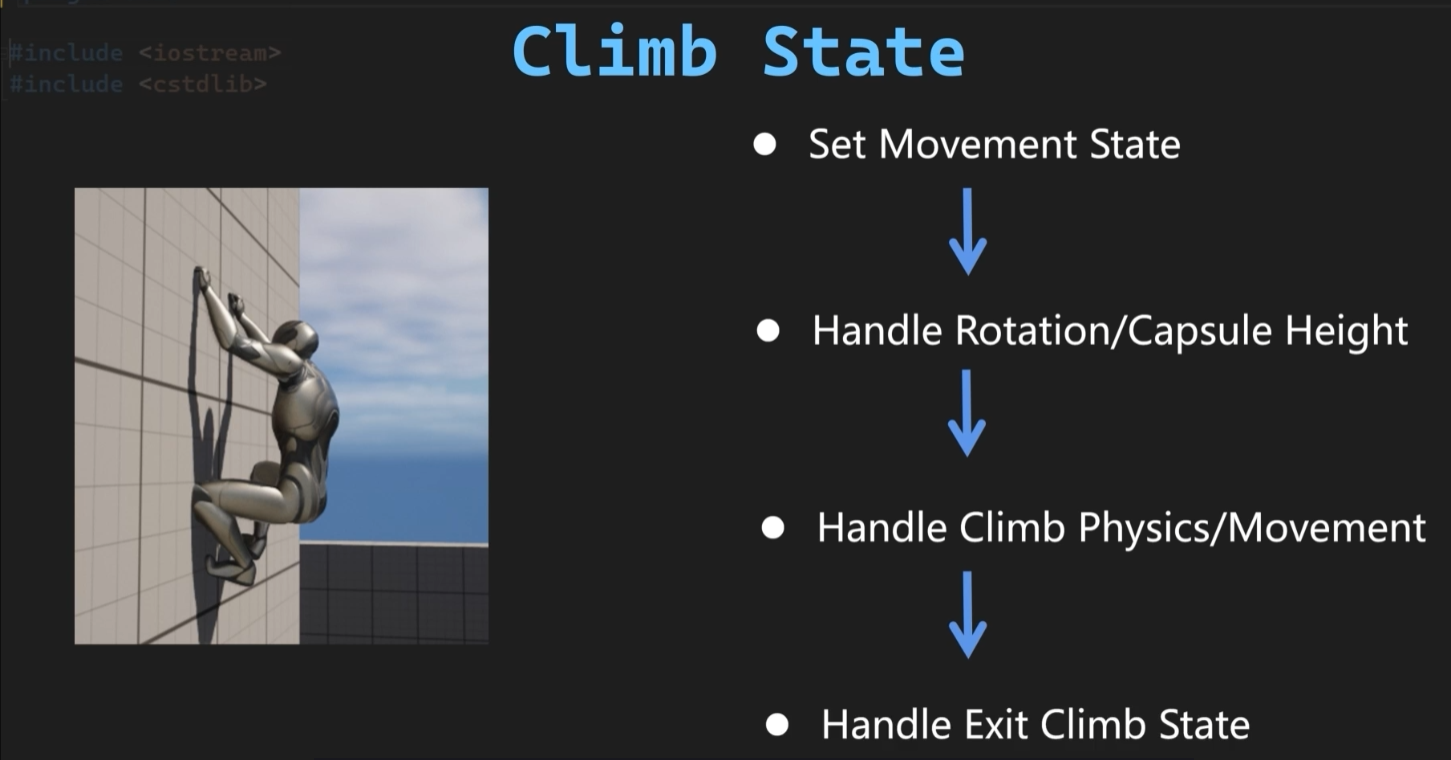 #include <iostream>
#include <cstdlib>
Climb State
● Set Movement State
● Handle Rotation/Capsule Height
● Handle Climb Physics/Movement
● Handle Exit Climb State